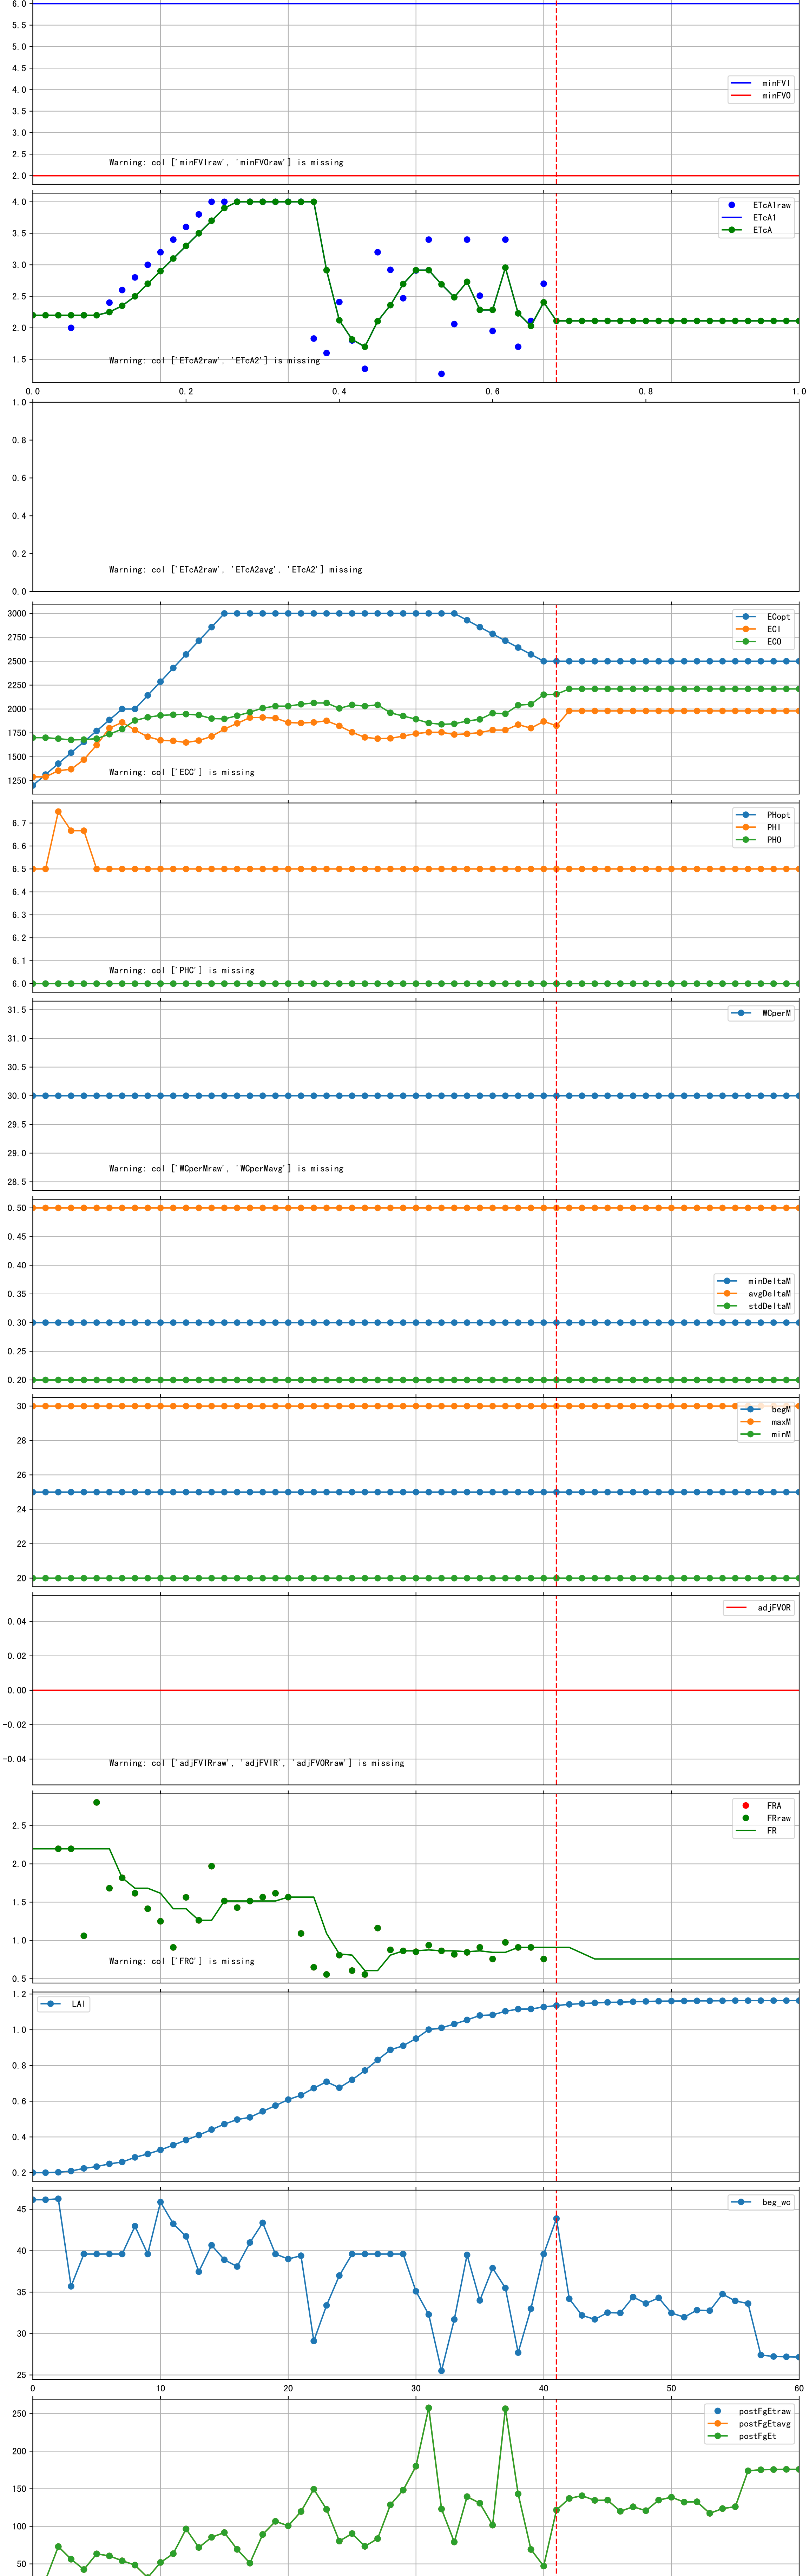 6.0
5.5
5.0
4.5
4.0
3.5
3.0
2.5
2.0
minFVI
minFVO
Warning: col ['minFVIraw', 'minFVOraw'] is missing
4.0
3.5
3.0
2.5
2.0
1.5
ETcA1raw
ETcA1
ETcA
Warning: col ['ETcA2raw', 'ETcA2'] is missing
0.0 0.2 0.4 0.6 0.8 1.0
1.0
0.8
0.6
0.4
0.2
0.0
Warning: col ['ETcA2raw', 'ETcA2avg', 'ETcA2'] missing
3000
2750
2500
2250
2000
1750
1500
1250
ECopt
ECI
ECO
Warning: col ['ECC'] is missing
6.7
6.6
6.5
6.4
6.3
6.2
6.1
6.0
PHopt
PHI
PHO
Warning: col ['PHC'] is missing
31.5
31.0
30.5
30.0
29.5
29.0
28.5
WCperM
Warning: col ['WCperMraw', 'WCperMavg'] is missing
0.50
0.45
0.40
0.35
0.30
0.25
0.20
minDeltaM
avgDeltaM
stdDeltaM
30
28
26
24
22
20
begM
maxM
minM
0.04
0.02
0.00
−0.02
−0.04
adjFVOR
Warning: col ['adjFVIRraw', 'adjFVIR', 'adjFVORraw'] is missing
2.5
2.0
1.5
1.0
0.5
FRA
FRraw
FR
Warning: col ['FRC'] is missing
1.2
1.0
0.8
0.6
0.4
0.2
LAI
45
40
35
30
25
beg_wc
0 10 20 30 40 50 60
250
200
150
100
50
postFgEtraw
postFgEtavg
postFgEt